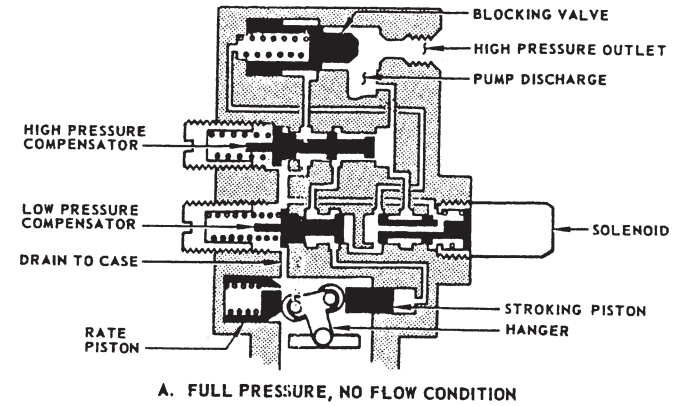 BLOCKING VALVE
HIGH PRESSURE OUTLET
PUMP DISCHARGE
HIGH PRESSURE
COMPENSATOR
LOW PRESSURE
COMPENSATOR
SOLENOID
DRAIN TO CASE
STROKING PISTON
RATE
PISTON
HANGER
A. FULL PRESSURE, NO FLOW CONDITION